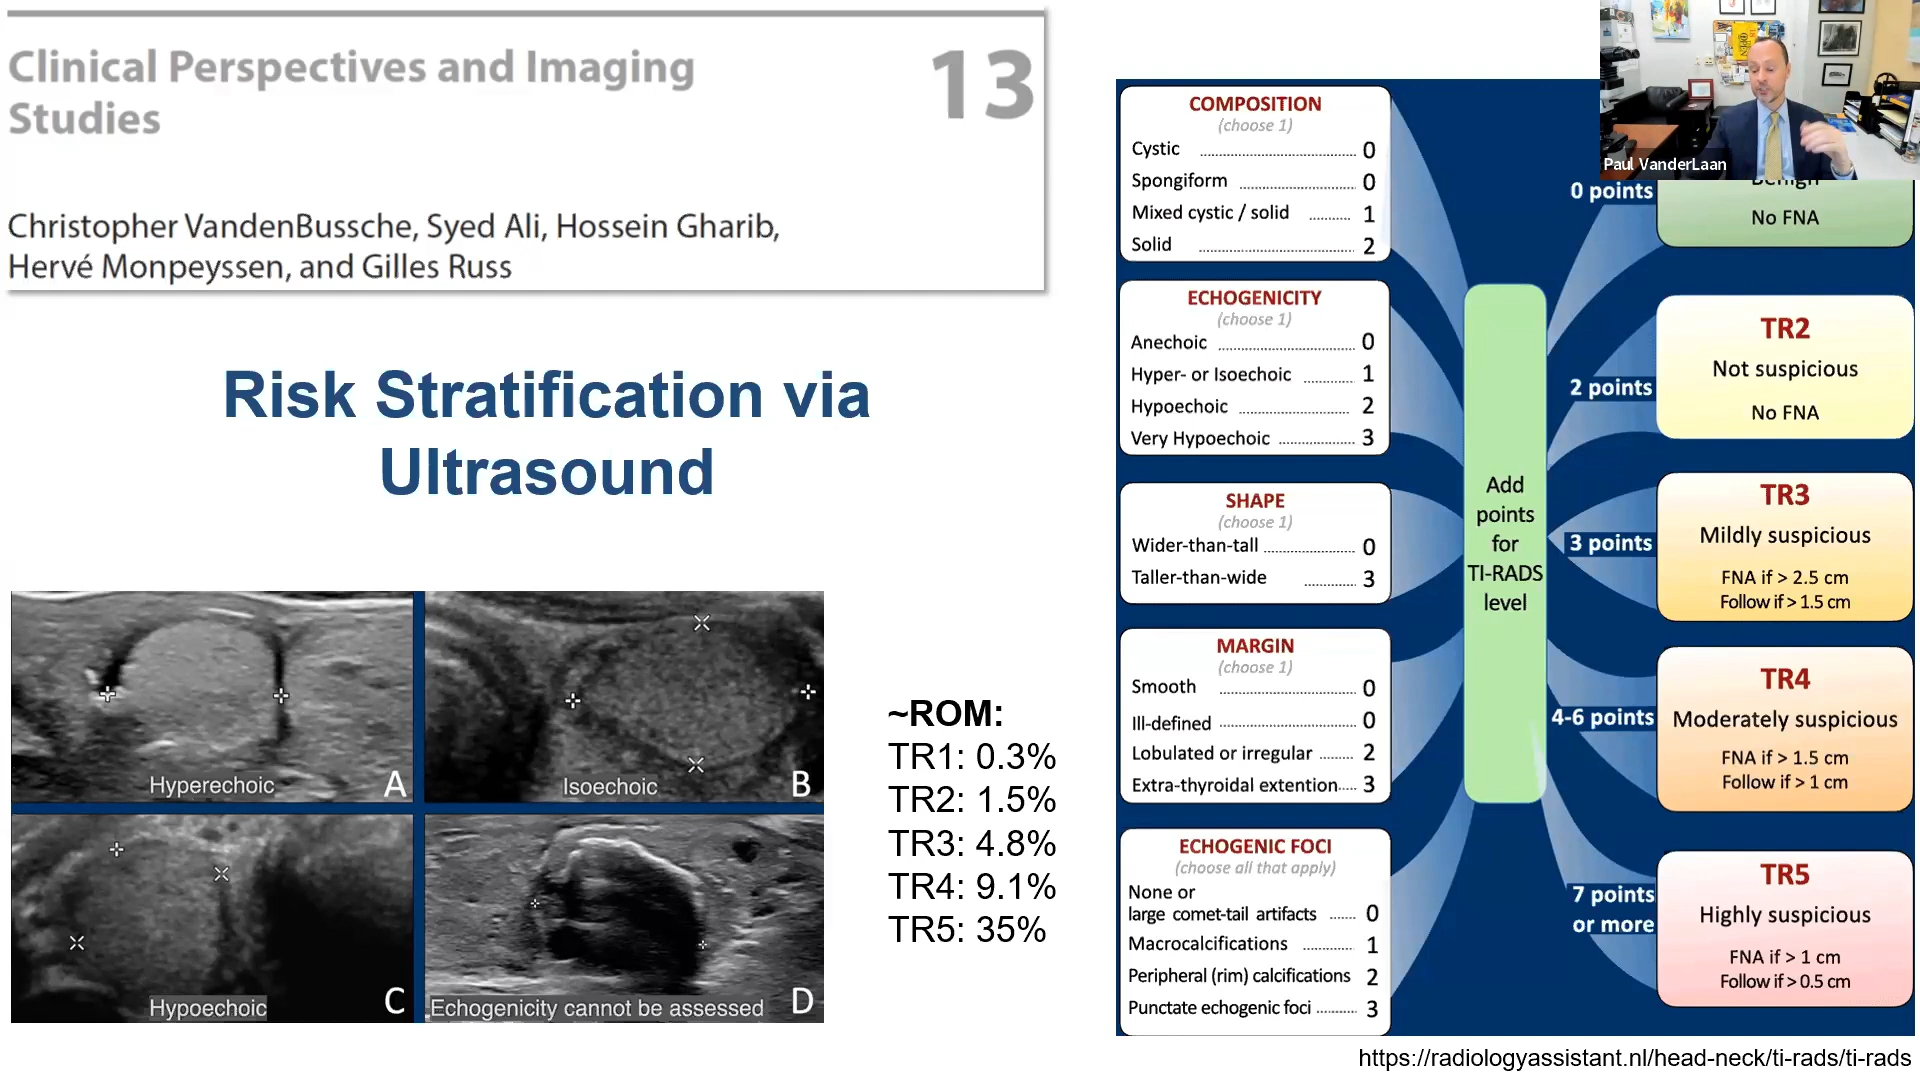 Clinical Perspectives and Imaging
Studies
13
Christopher VandenBussche, Syed Ali, Hossein Gharib,
Hervé Monpeyssen, and Gilles Russ
Risk Stratification via
Ultrasound
Hyperechoic
A
Isoechoic
B
Hypoechoic
C
Echogenicity cannot be assessed
D
~ROM:
TR1: 0.3%
TR2: 1.5%
TR3: 4.8%
TR4: 9.1%
TR5: 35%
COMPOSITION
(choose 1)
Cystic ........ 0
Spongiform ........ 0
Mixed cystic / solid ........ 1
Solid ........ 2
ECHOGENICITY
(choose 1)
Anechoic ........ 0
Hyper- or Isoechoic ........ 1
Hypoechoic ........ 2
Very Hypoechoic ........ 3
SHAPE
(choose 1)
Wider-than-tall ........ 0
Taller-than-wide ........ 3
MARGIN
(choose 1)
Smooth ........ 0
Ill-defined ........ 0
Lobulated or irregular ........ 2
Extra-thyroidal extention..... 3
ECHOGENIC FOCI
(choose all that apply)
None or
large comet-tail artifacts ...... 0
Macrocalcifications ........ 1
Peripheral (rim) calcifications 2
Punctate echogenic foci ........ 3
Add
points
for
TI-RADS
level
0 points
Benign
No FNA
2 points
TR2
Not suspicious
No FNA
3 points
TR3
Mildly suspicious
FNA if > 2.5 cm
Follow if > 1.5 cm
4-6 points
TR4
Moderately suspicious
FNA if > 1.5 cm
Follow if > 1 cm
7 points
or more
TR5
Highly suspicious
FNA if > 1 cm
Follow if > 0.5 cm
Paul VanderLaan
https://radiologyassistant.nl/head-neck/ti-rads/ti-rads